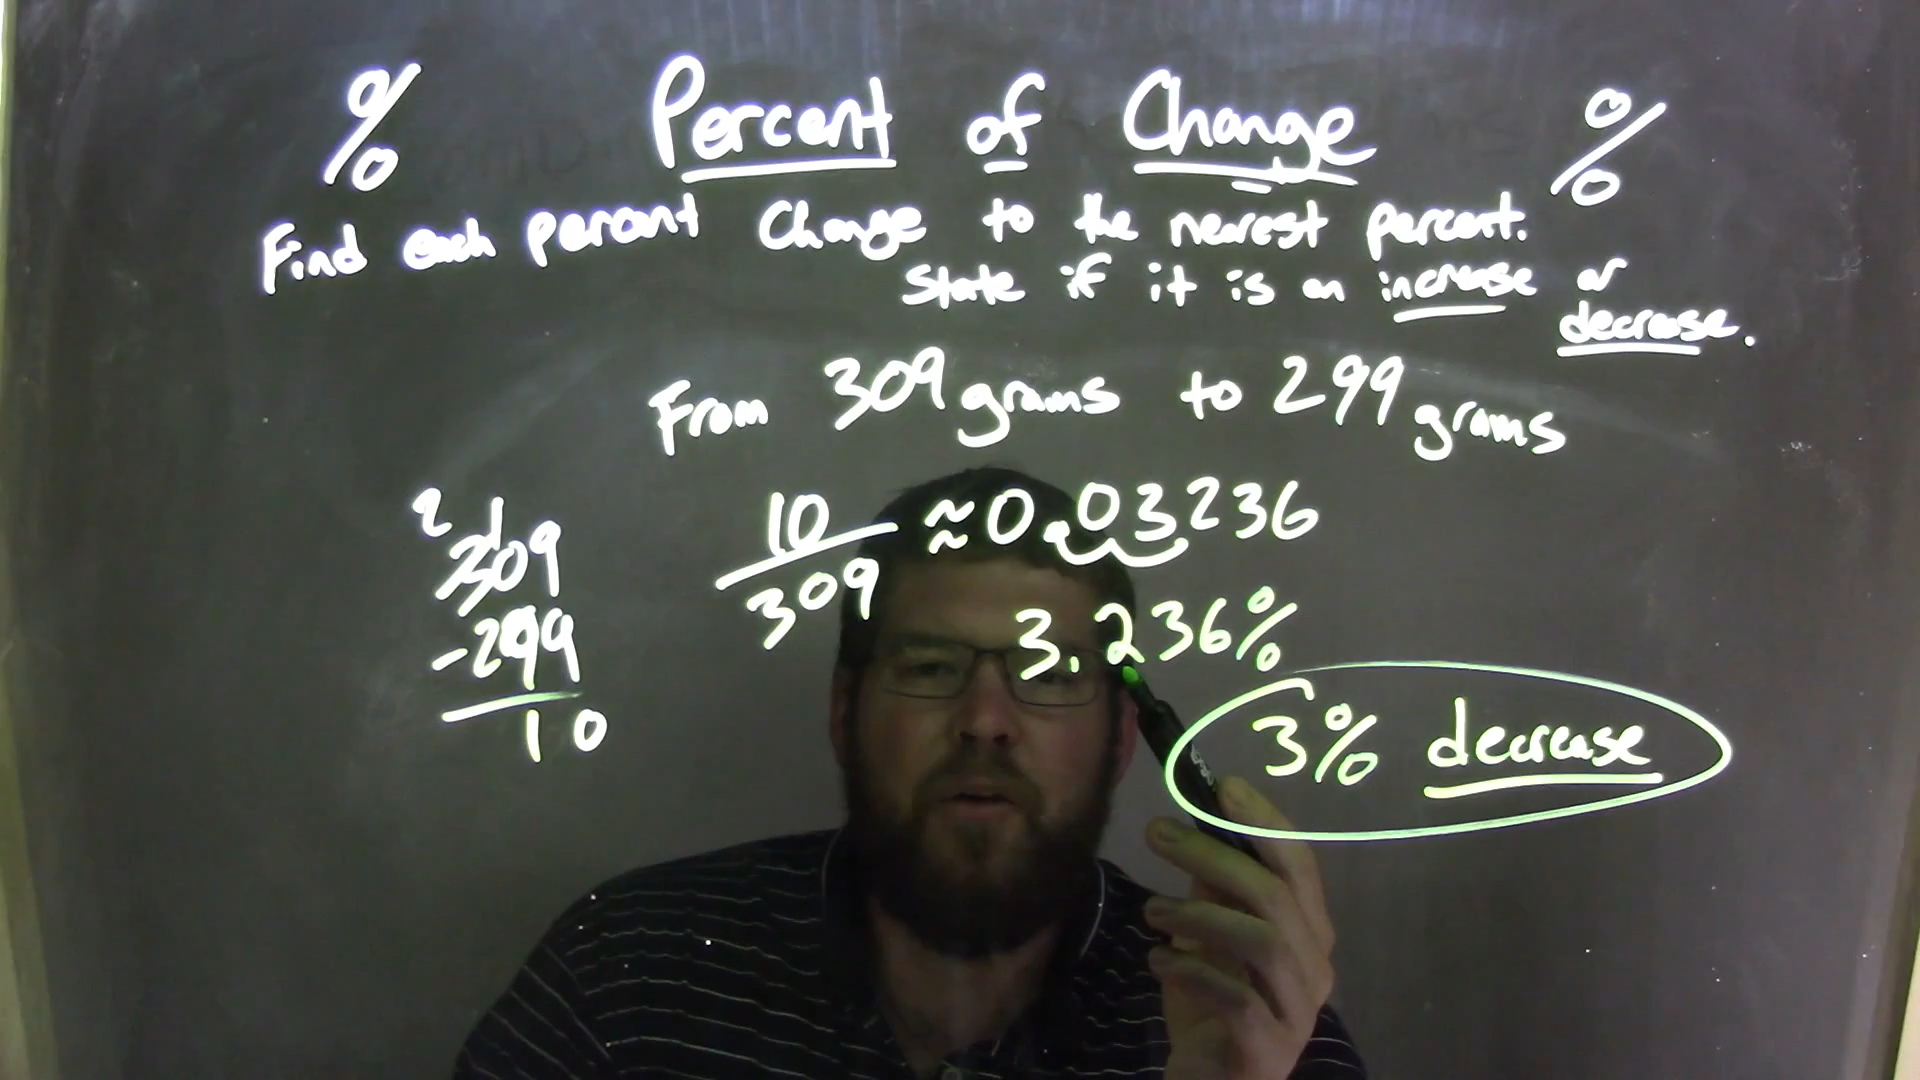 % Percent of Change %
Find each percent Change to the nearest percent.
State if it is an increase or
decrease.
From 309 grams to 299 grams
2 1
309
-299
10
10
309
≈ 0.03236
3.236%
3% decrease